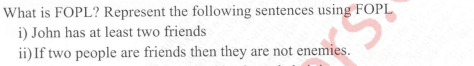 What is FOPL? Represent the following sentences using FOPL
i) John has at least two friends
ii) If two people are friends then they are not enemies.